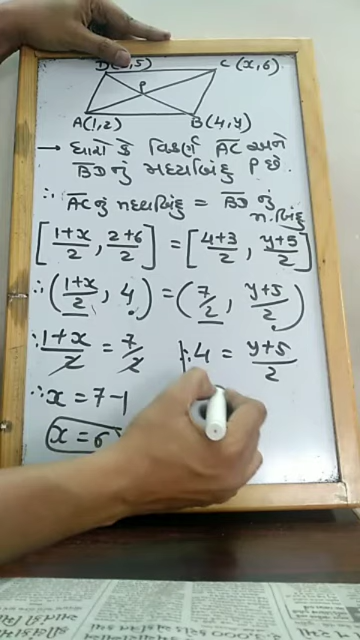 C (x,6)
P
A(1,2) B(4,y)
→ ધારો કે વિકર્ણ AC અને
BD નું મધ્યબિંદુ P છે.
∴ AC નું મધ્યબિંદુ = BD નું
મ.બિંદુ
[1+x/2, 2+6/2] = [4+3/2, y+5/2]
∴ (1+x/2, 4) = (7/2, y+5/2)
∴ 1+x/2 = 7/2 ∴ 4 = y+5/2
∴ x = 7-1
x = 6